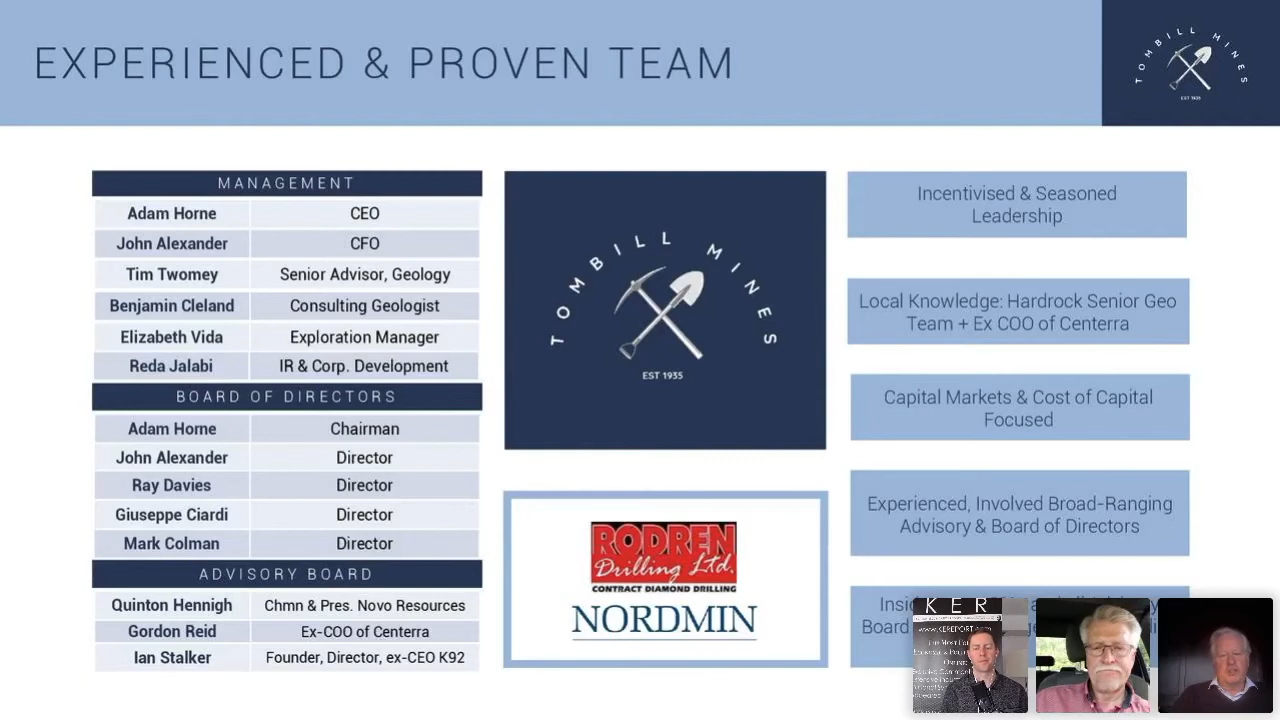 EXPERIENCED & PROVEN TEAM
TOMBILL MINES
EST 1935
MANAGEMENT
Adam Horne CEO
John Alexander CFO
Tim Twomey Senior Advisor, Geology
Benjamin Cleland Consulting Geologist
Elizabeth Vida Exploration Manager
Reda Jalabi IR & Corp. Development
BOARD OF DIRECTORS
Adam Horne Chairman
John Alexander Director
Ray Davies Director
Giuseppe Ciardi Director
Mark Colman Director
ADVISORY BOARD
Quinton Hennigh Chmn & Pres. Novo Resources
Gordon Reid Ex-COO of Centerra
Ian Stalker Founder, Director, ex-CEO K92
TOMBILL MINES
EST 1935
RODREN
Drilling Ltd.
CONTRACT DIAMOND DRILLING
NORDMIN
Incentivised & Seasoned
Leadership
Local Knowledge: Hardrock Senior Geo
Team + Ex COO of Centerra
Capital Markets & Cost of Capital
Focused
Experienced, Involved Broad-Ranging
Advisory & Board of Directors
Board
KER
www.KEREPORT.com